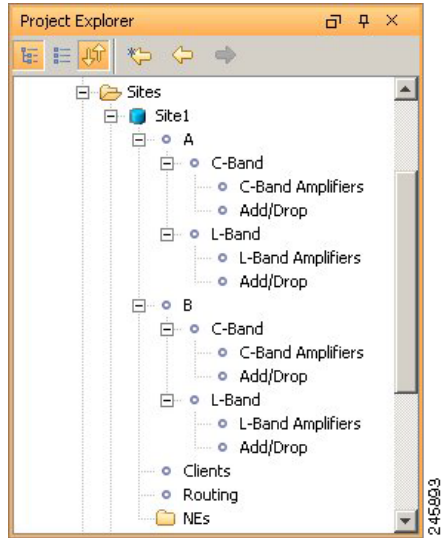 Project Explorer
Sites
Site1
A
C-Band
C-Band Amplifiers
Add/Drop
L-Band
L-Band Amplifiers
Add/Drop
B
C-Band
C-Band Amplifiers
Add/Drop
L-Band
L-Band Amplifiers
Add/Drop
Clients
Routing
NEs
245893